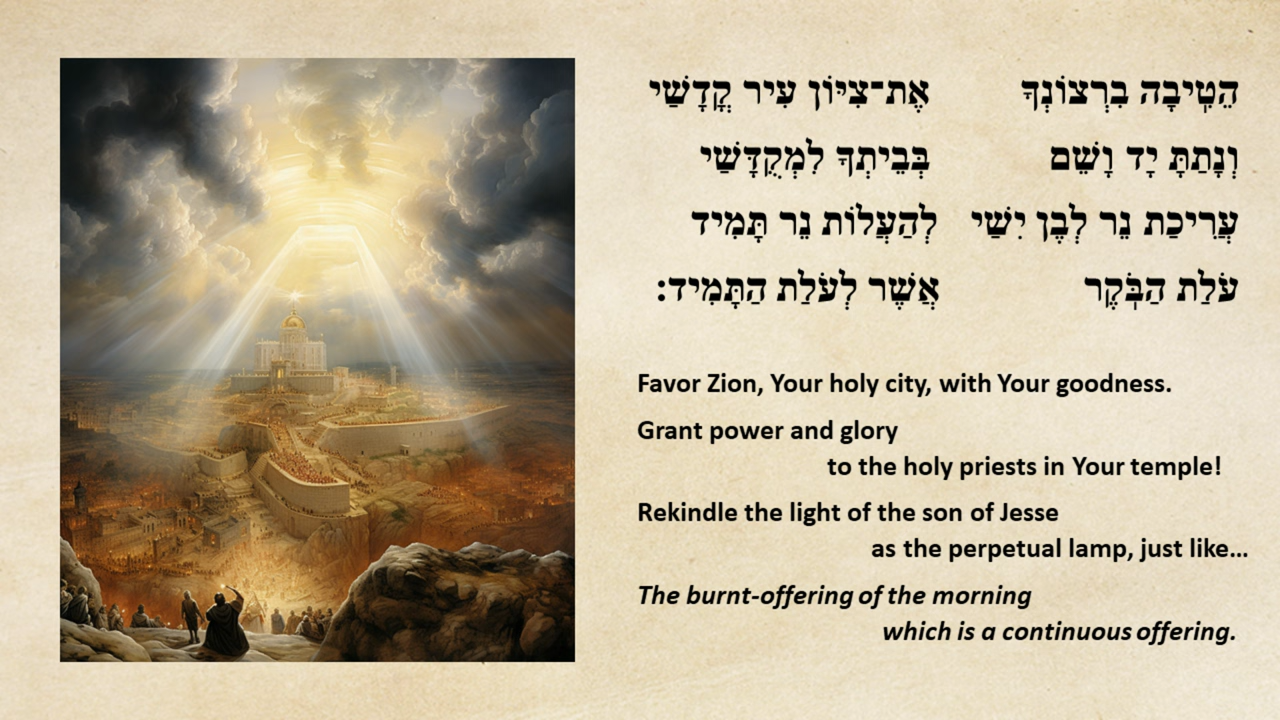 הֵטִיבָה בִרְצוֹנְךָ אֶת־צִיּוֹן עִיר קָדְשַׁי
וְנָתַתָּ יָד וָשֵׁם בְּבֵיתְךָ לִמְקֻדָּשַׁי
עֲרִיכַת נֵר לְבֶן יִשַׁי לְהַעֲלוֹת נֵר תָּמִיד
עֹלַת הַבֹּקֶר אֲשֶׁר לְעֹלַת הַתָּמִיד׃
Favor Zion, Your holy city, with Your goodness.
Grant power and glory
to the holy priests in Your temple!
Rekindle the light of the son of Jesse
as the perpetual lamp, just like…
The burnt-offering of the morning
which is a continuous offering.